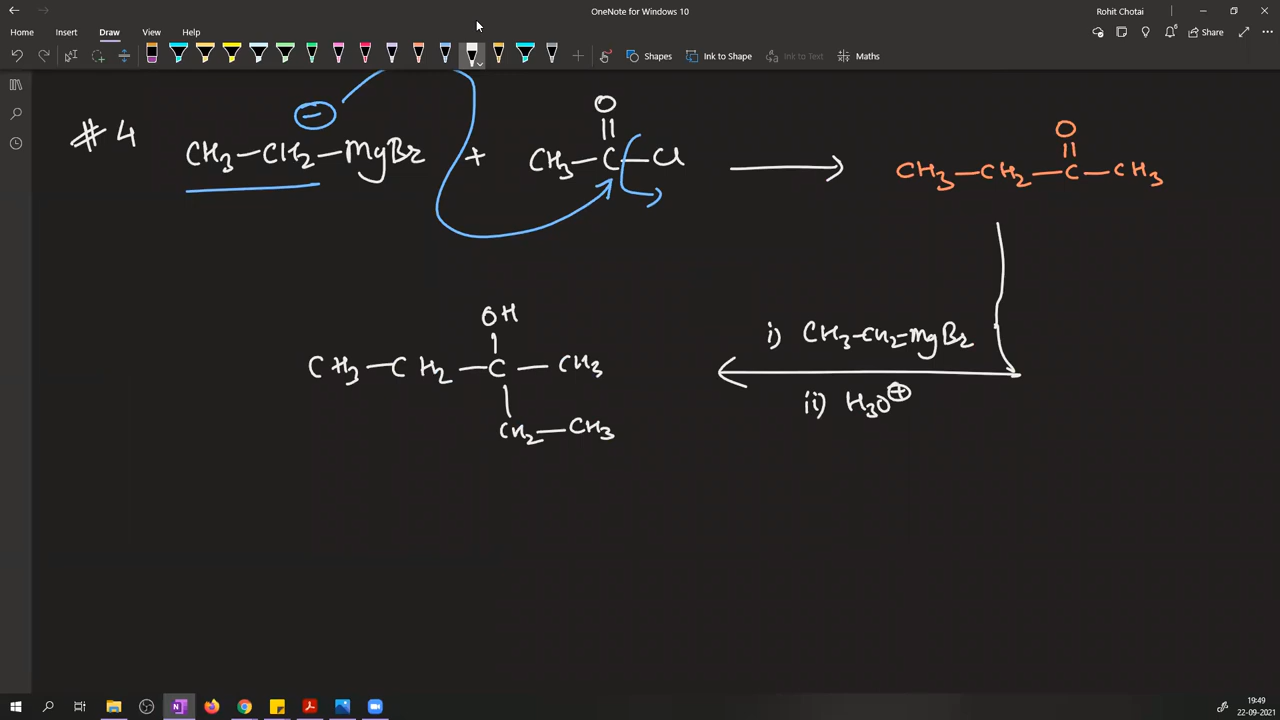 OneNote for Windows 10
Rohit Chotai
Home Insert Draw View Help
Shapes Ink to Shape Ink to Text Maths
Share
# 4
CH3–CH2–MgBr + CH3–C–Cl
O
O
CH3–CH2–C–CH3
i) CH3–CH2–MgBr
ii) H3O⊕
OH
CH3–CH2–C–CH3
CH2–CH3
19:49
22-09-2021